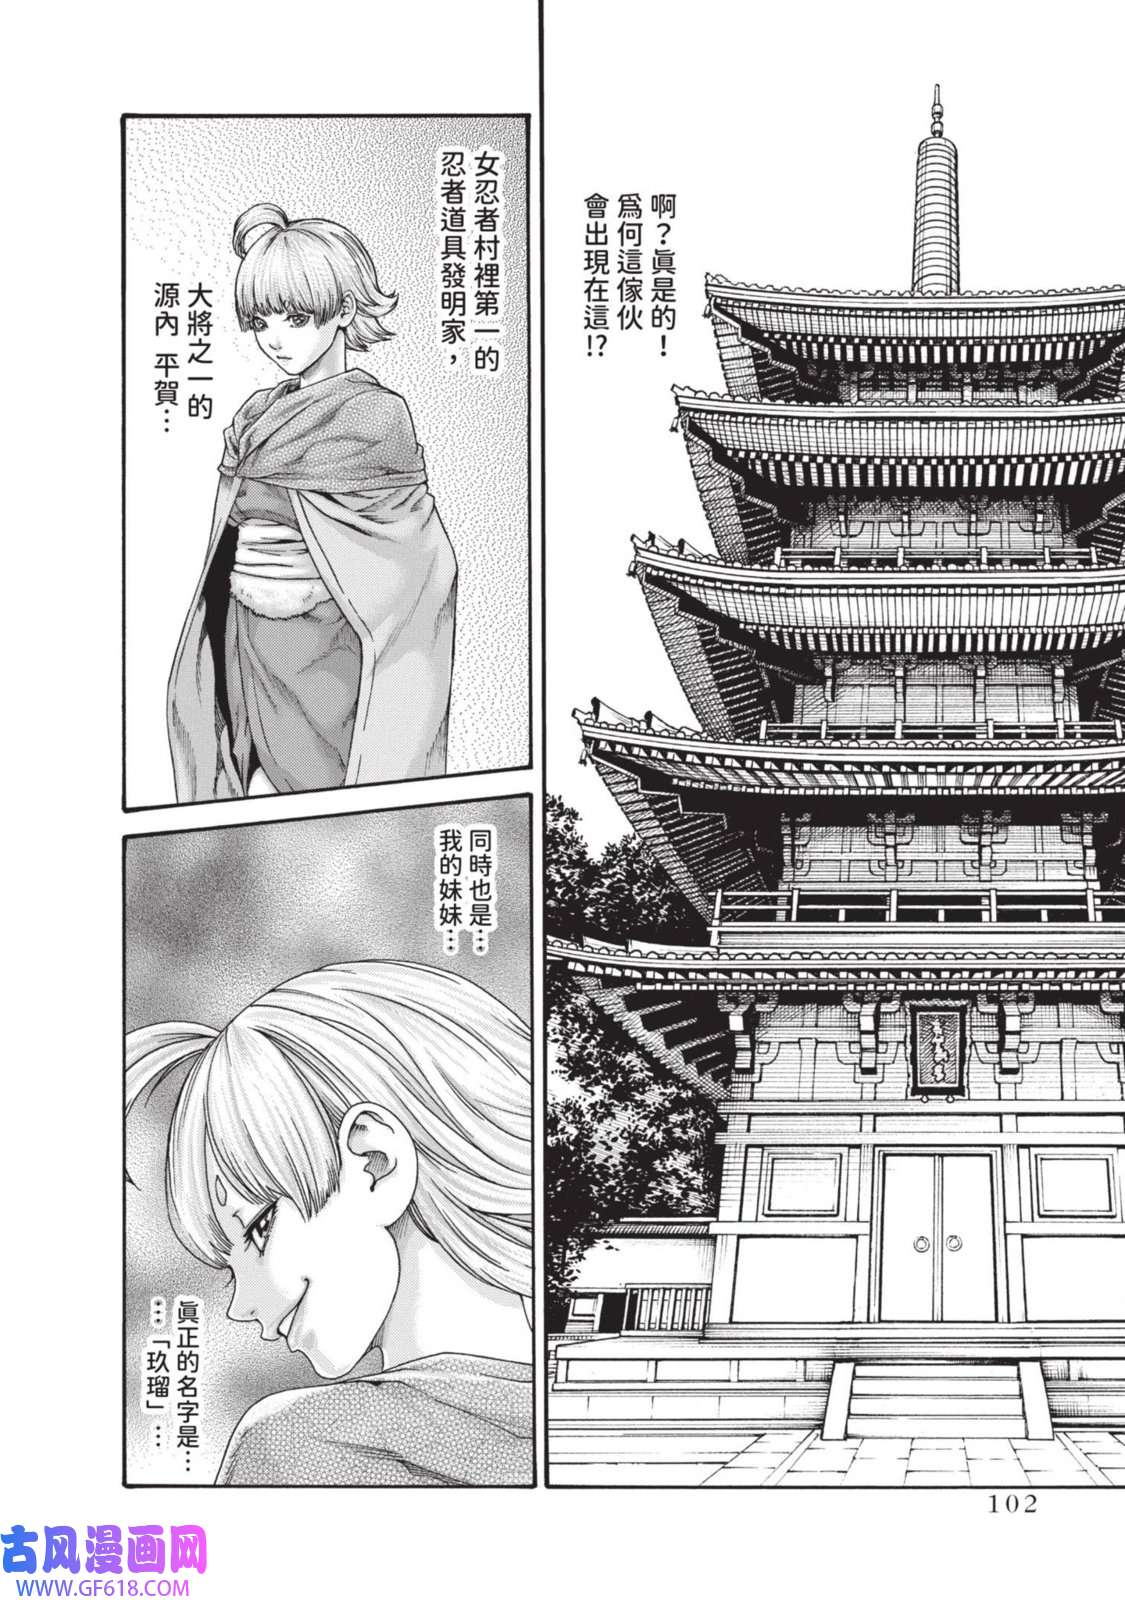 啊？眞是的！
爲何這傢伙
會出現在這!?
女忍者村裡第一的
忍者道具發明家，
大將之一的
源內 平賀…
同時也是…
我的妹妹…
眞正的名字是…
…「玖瑠」…
102
古风漫画网
WWW.GF618.COM